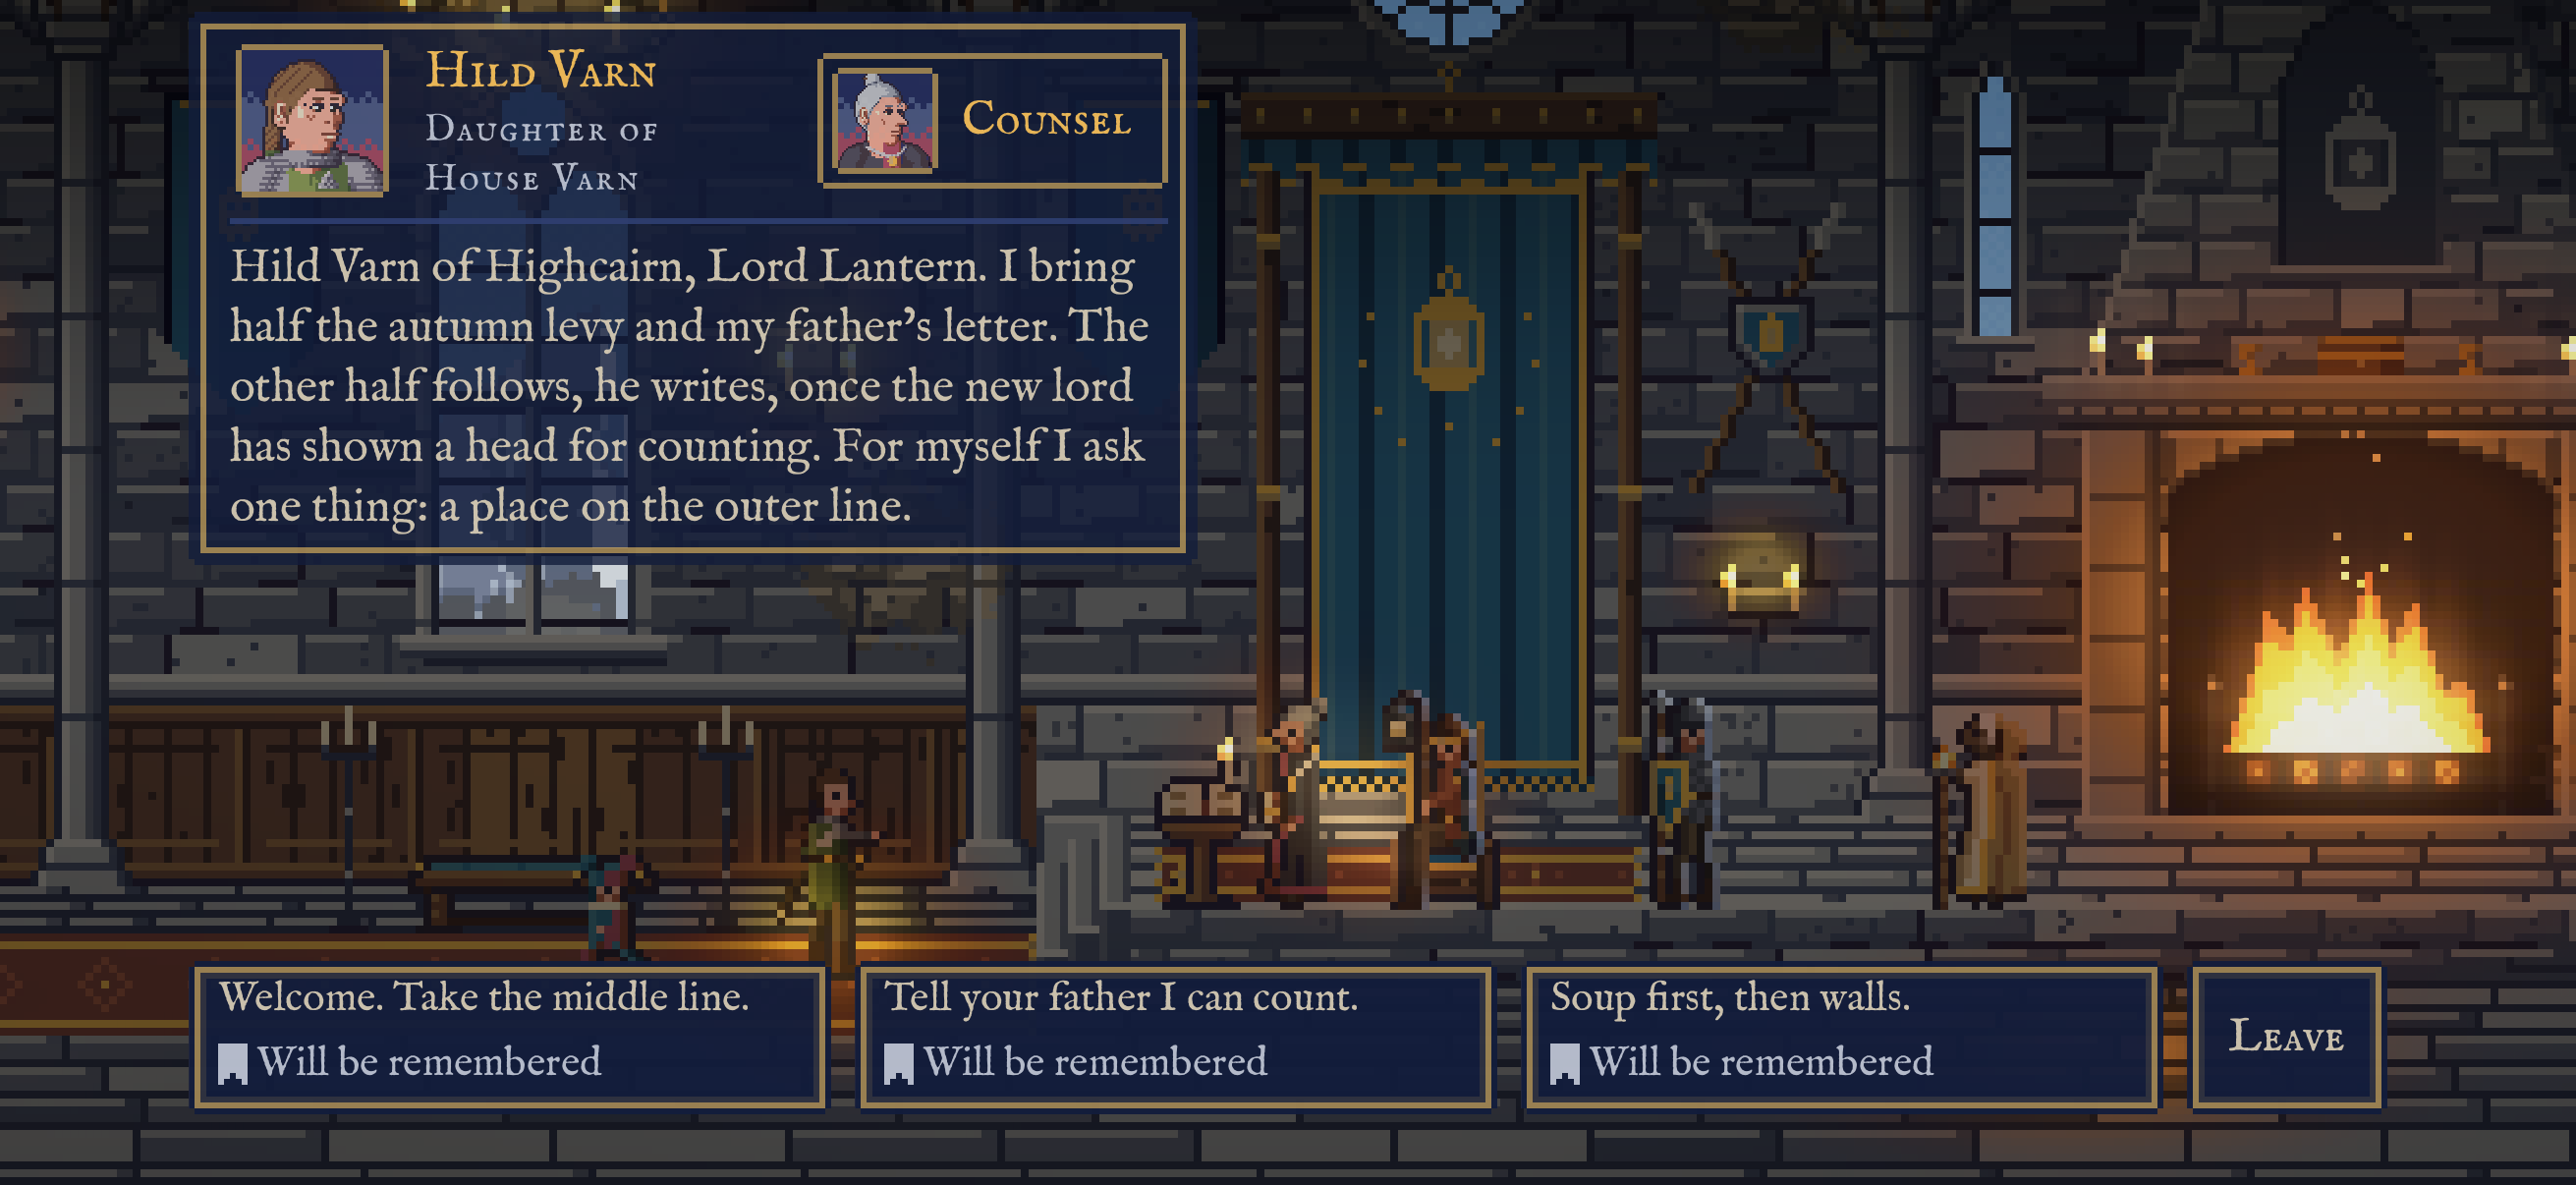 Hild Varn
Daughter of
House Varn
Counsel
Hild Varn of Highcairn, Lord Lantern. I bring
half the autumn levy and my father's letter. The
other half follows, he writes, once the new lord
has shown a head for counting. For myself I ask
one thing: a place on the outer line.
Welcome. Take the middle line.
Will be remembered
Tell your father I can count.
Will be remembered
Soup first, then walls.
Will be remembered
Leave